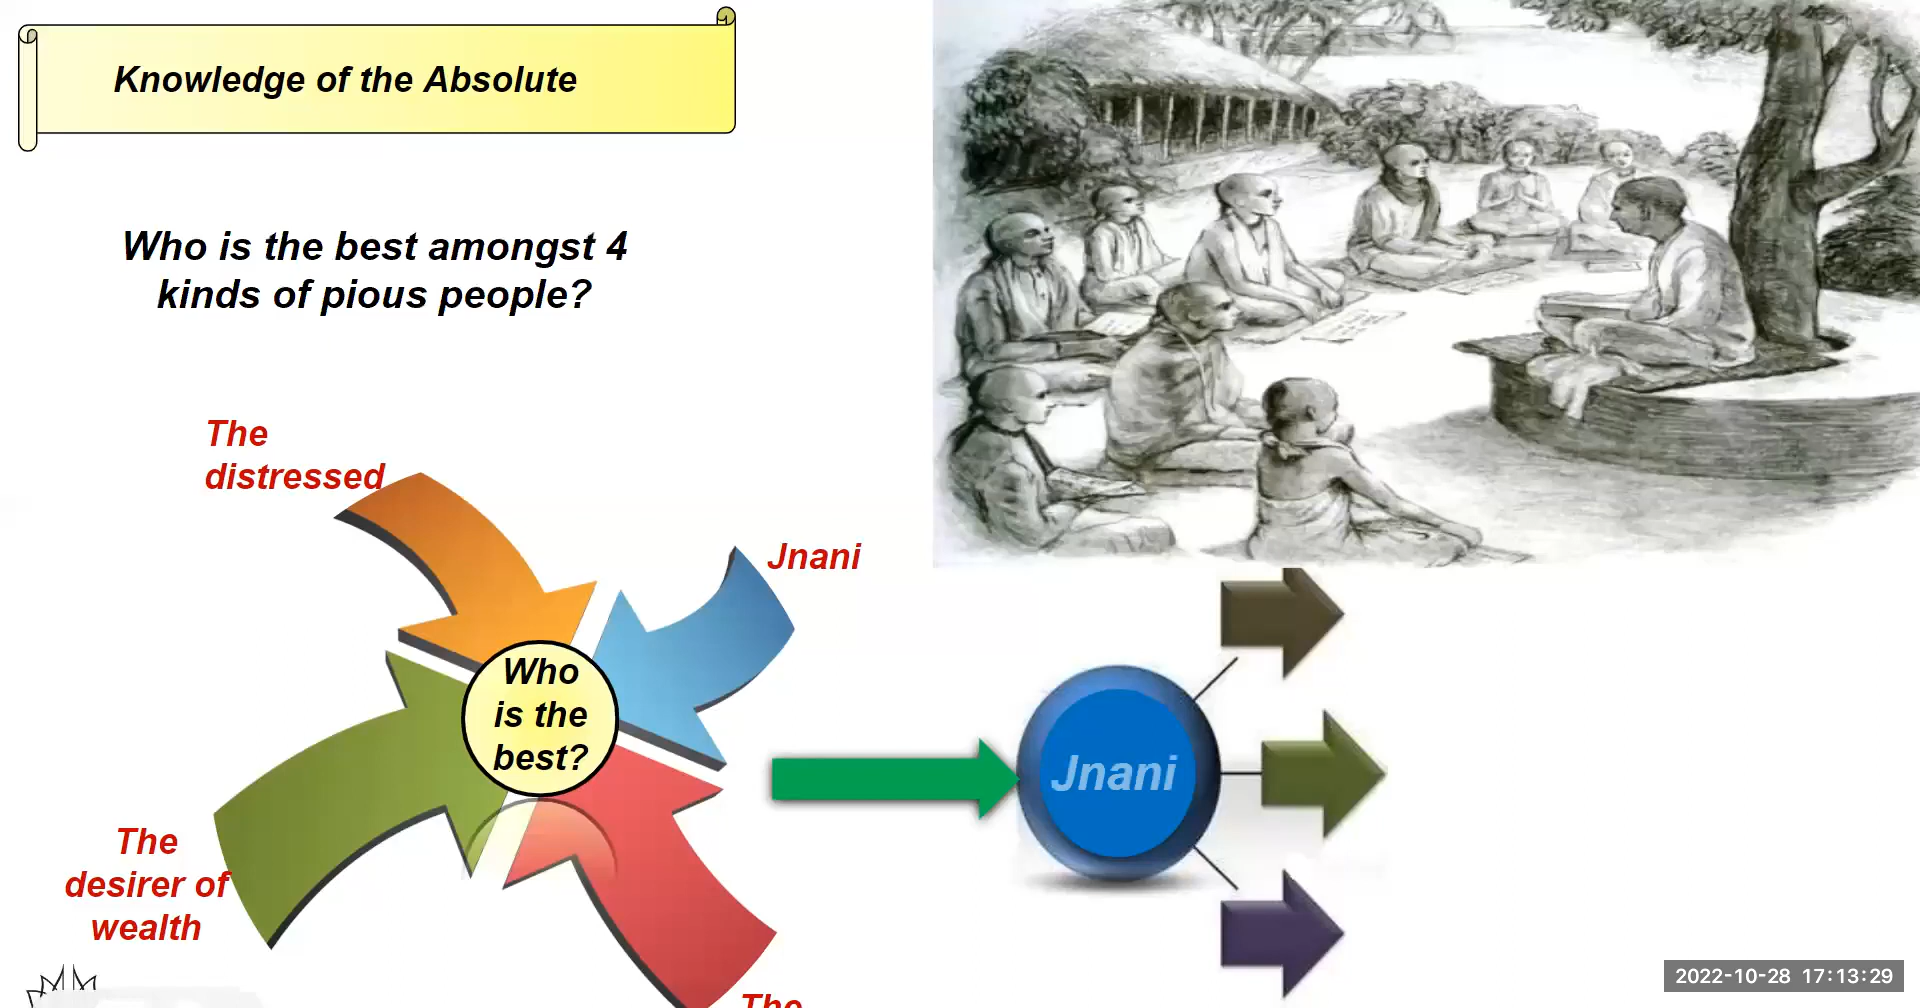 Knowledge of the Absolute
Who is the best amongst 4
kinds of pious people?
The
distressed
Jnani
Who
is the
best?
Jnani
The
desirer of
wealth
The
2022-10-28 17:13:29